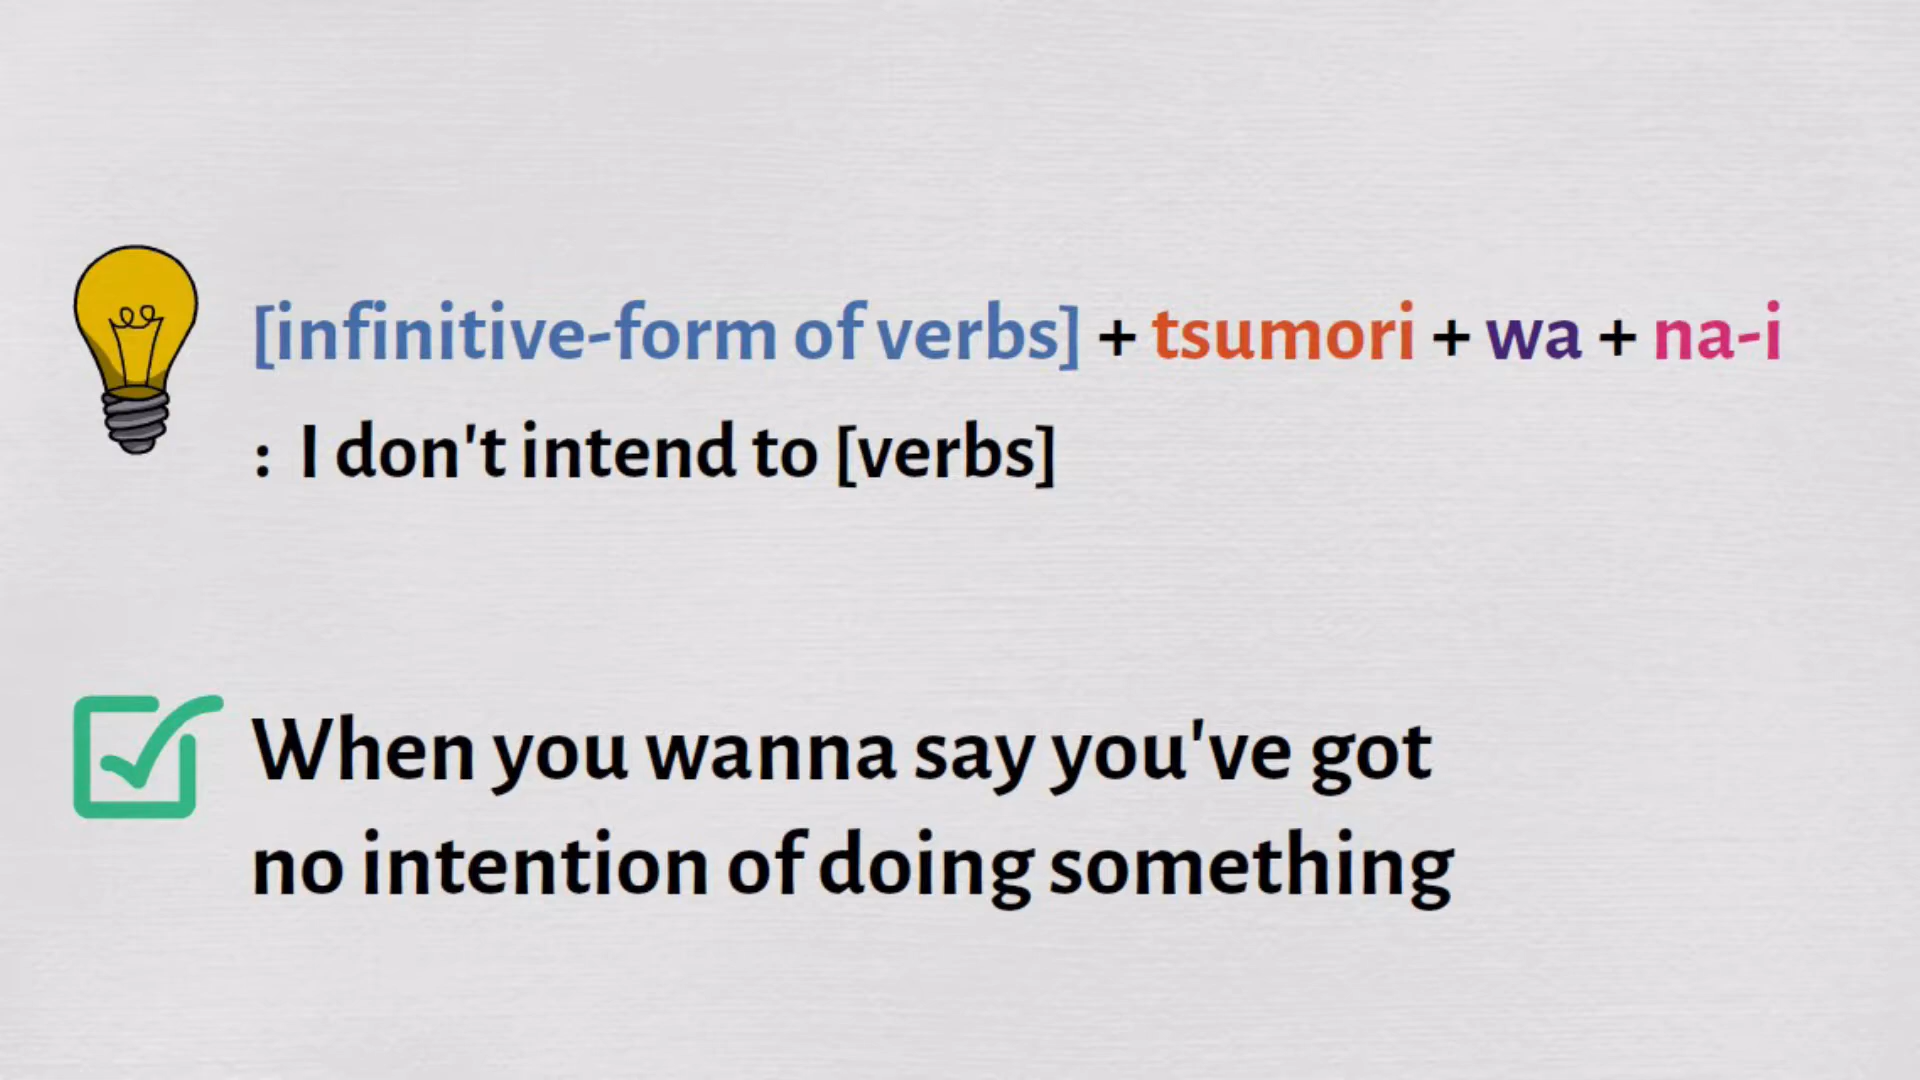 [infinitive-form of verbs] + tsumori + wa + na-i
: I don't intend to [verbs]
When you wanna say you've got
no intention of doing something